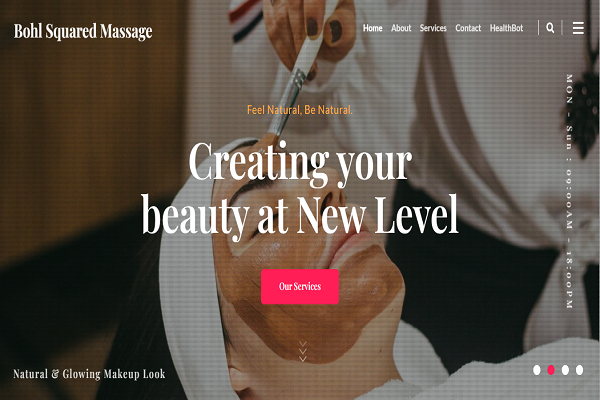 Bohl Squared Massage
Home About Services Contact HealthBot
Feel Natural, Be Natural.
Creating your
beauty at New Level
Our Services
MON - Sun : 09:00AM - 18:00PM
Natural & Glowing Makeup Look